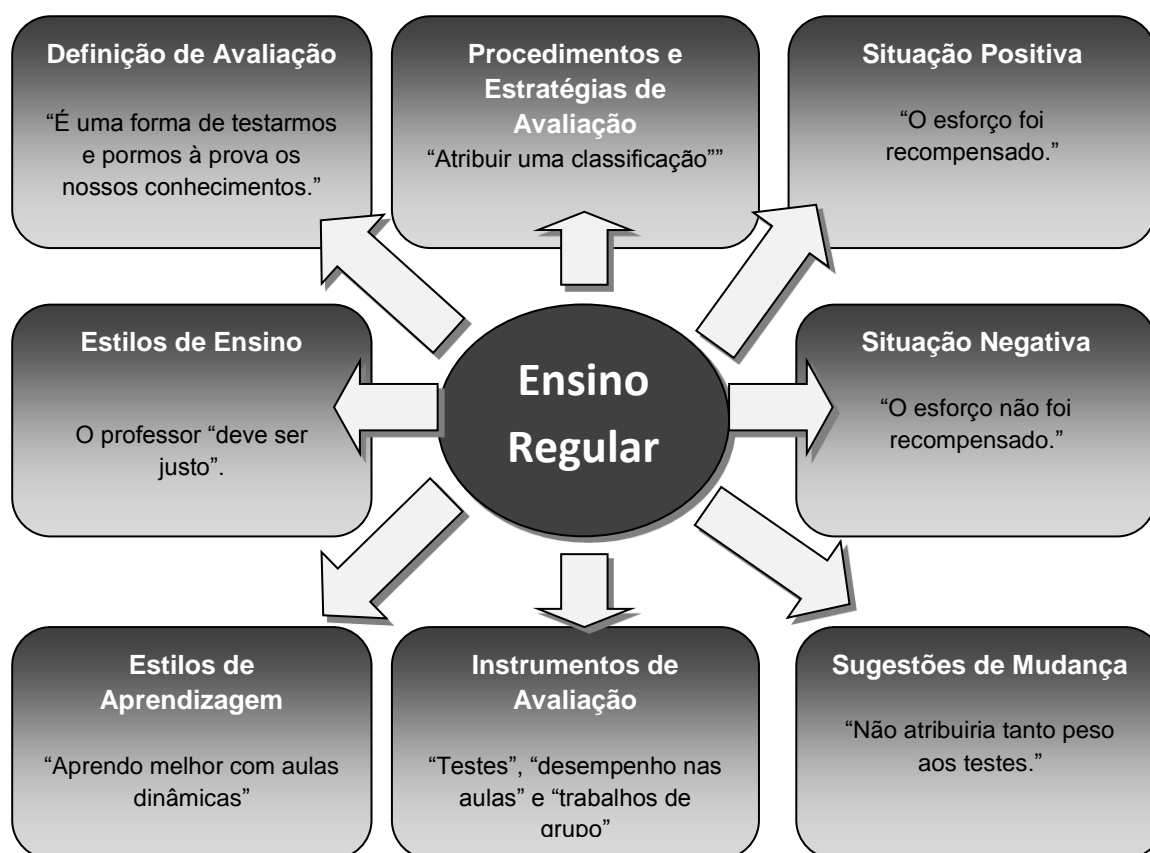 Definição de Avaliação
“É uma forma de testarmos
e pormos à prova os
nossos conhecimentos.”
Procedimentos e
Estratégias de
Avaliação
“Atribuir uma classificação””
Situação Positiva
“O esforço foi
recompensado.”
Estilos de Ensino
O professor “deve ser
justo”.
Ensino
Regular
Situação Negativa
“O esforço não foi
recompensado.”
Estilos de
Aprendizagem
“Aprendo melhor com aulas
dinâmicas”
Instrumentos de
Avaliação
“Testes”, “desempenho nas
aulas” e “trabalhos de
grupo”
Sugestões de Mudança
“Não atribuiria tanto peso
aos testes.”